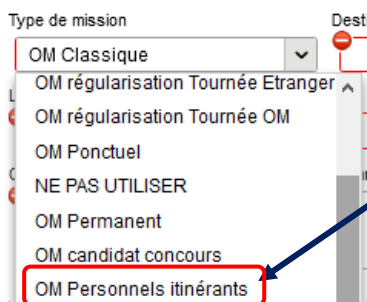 Type de mission Desti
OM Classique
OM régularisation Tournée Etranger
OM régularisation Tournée OM
OM Ponctuel
NE PAS UTILISER
OM Permanent
OM candidat concours
OM Personnels itinérants